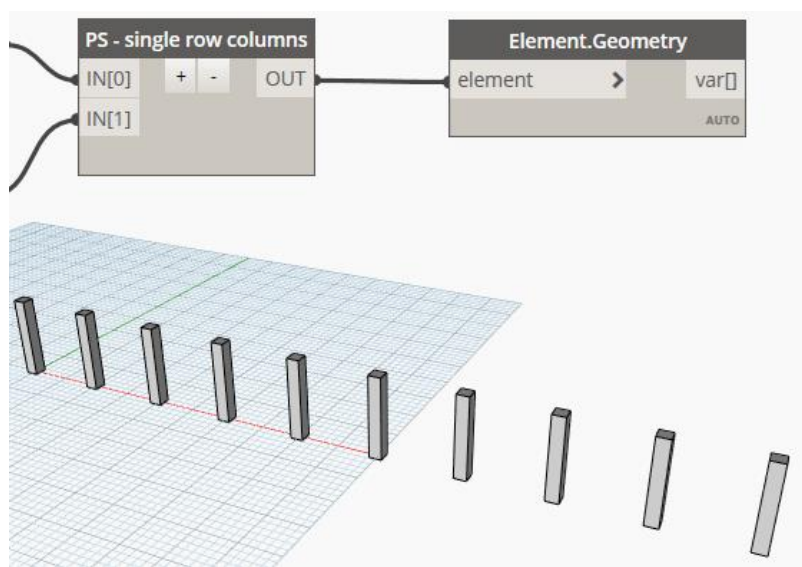 PS - single row columns
IN[0] + - OUT
IN[1]
Element.Geometry
element > var[]
AUTO